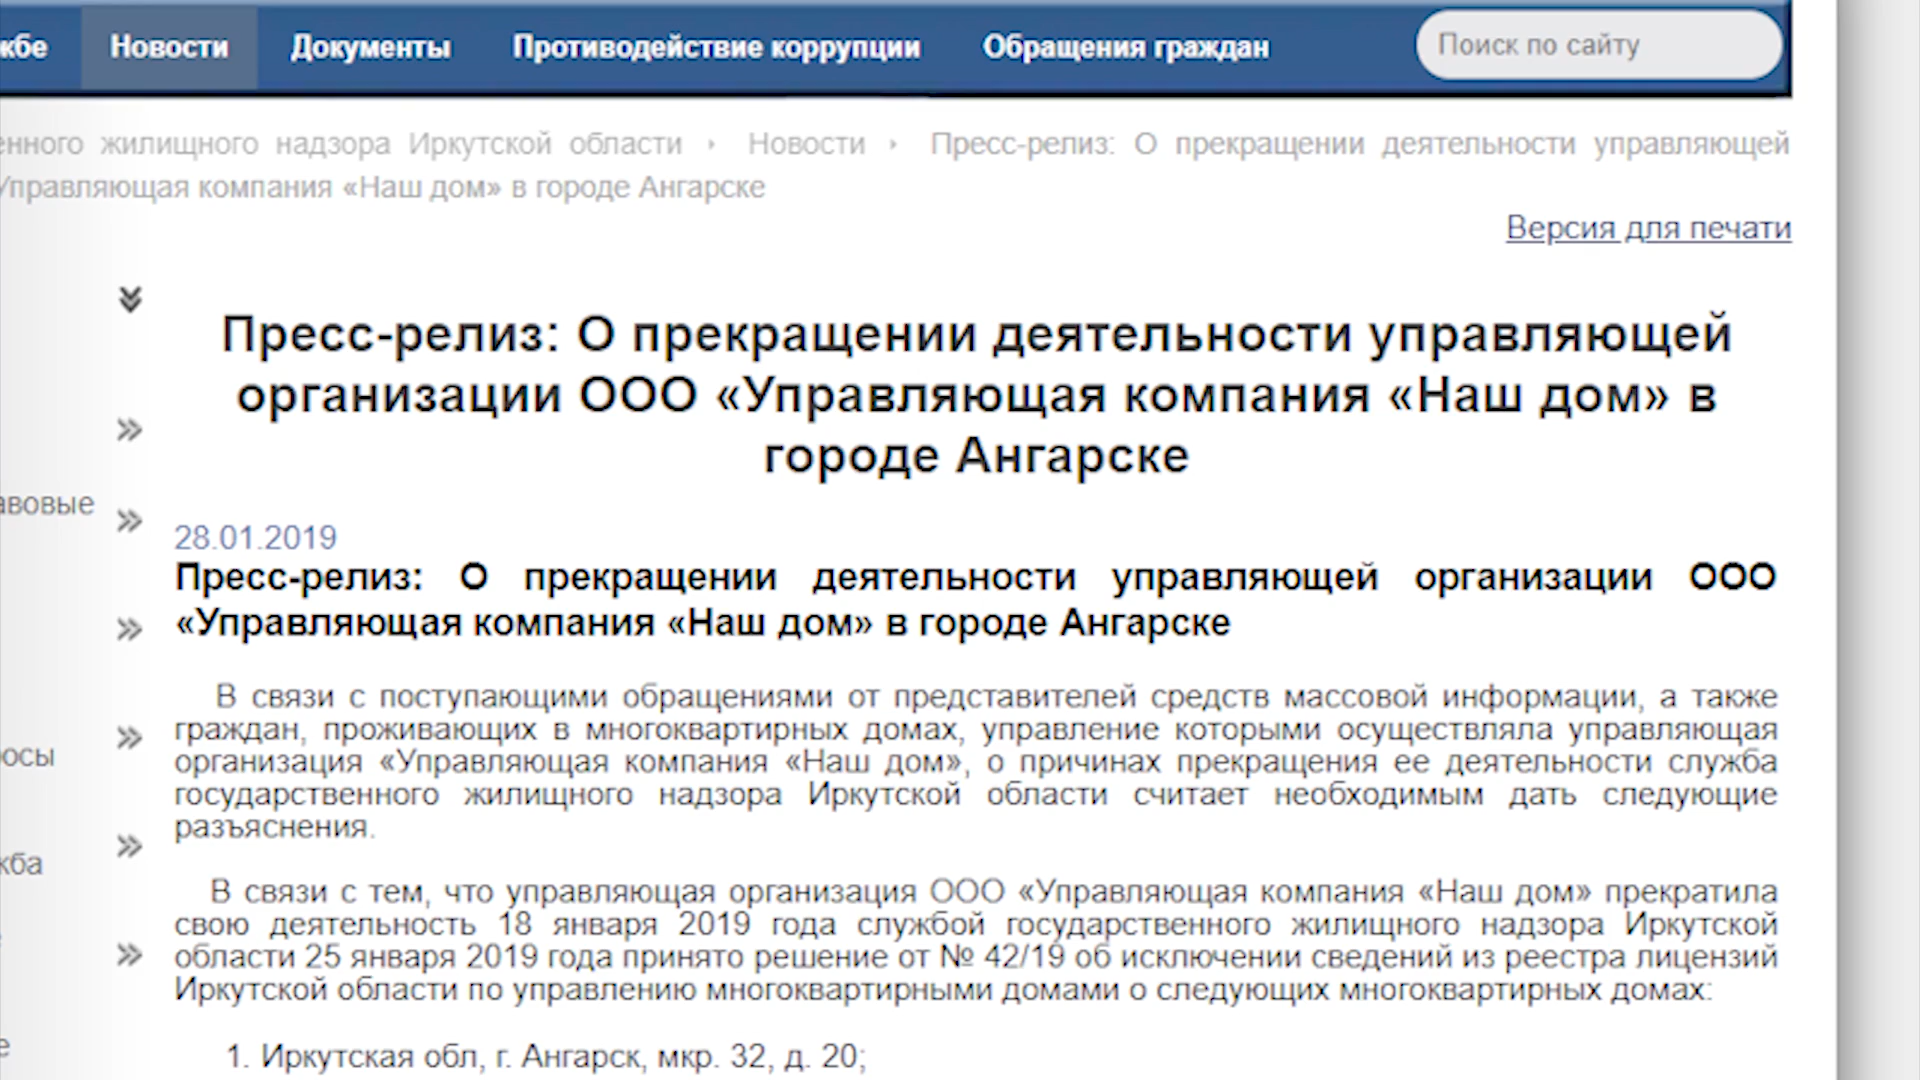 Новости Документы Противодействие коррупции Обращения граждан Поиск по сайту
жилищного надзора Иркутской области Новости Пресс-релиз: О прекращении деятельности управляющей
Управляющая компания «Наш дом» в городе Ангарске
Версия для печати
Пресс-релиз: О прекращении деятельности управляющей
организации ООО «Управляющая компания «Наш дом» в
городе Ангарске
28.01.2019
Пресс-релиз: О прекращении деятельности управляющей организации ООО
«Управляющая компания «Наш дом» в городе Ангарске
В связи с поступающими обращениями от представителей средств массовой информации, а также
граждан, проживающих в многоквартирных домах, управление которыми осуществляла управляющая
организация «Управляющая компания «Наш дом», о причинах прекращения ее деятельности служба
государственного жилищного надзора Иркутской области считает необходимым дать следующие
разъяснения.
В связи с тем, что управляющая организация ООО «Управляющая компания «Наш дом» прекратила
свою деятельность 18 января 2019 года службой государственного жилищного надзора Иркутской
области 25 января 2019 года принято решение от № 42/19 об исключении сведений из реестра лицензий
Иркутской области по управлению многоквартирными домами о следующих многоквартирных домах:
1. Иркутская обл, г. Ангарск, мкр. 32, д. 20;